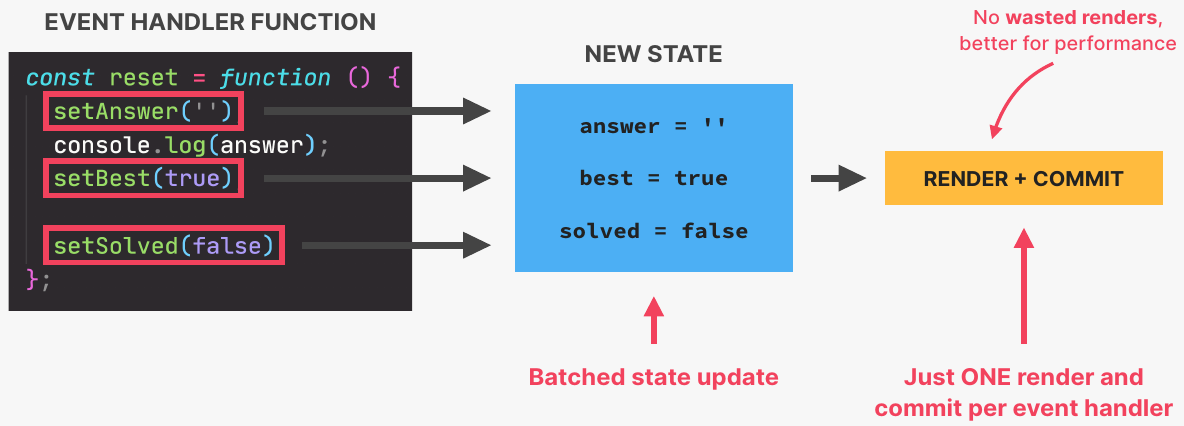 EVENT HANDLER FUNCTION
const reset = function () {
setAnswer('')
console.log(answer);
setBest(true)
setSolved(false)
};
NEW STATE
answer = ''
best = true
solved = false
Batched state update
No wasted renders,
better for performance
RENDER + COMMIT
Just ONE render and
commit per event handler